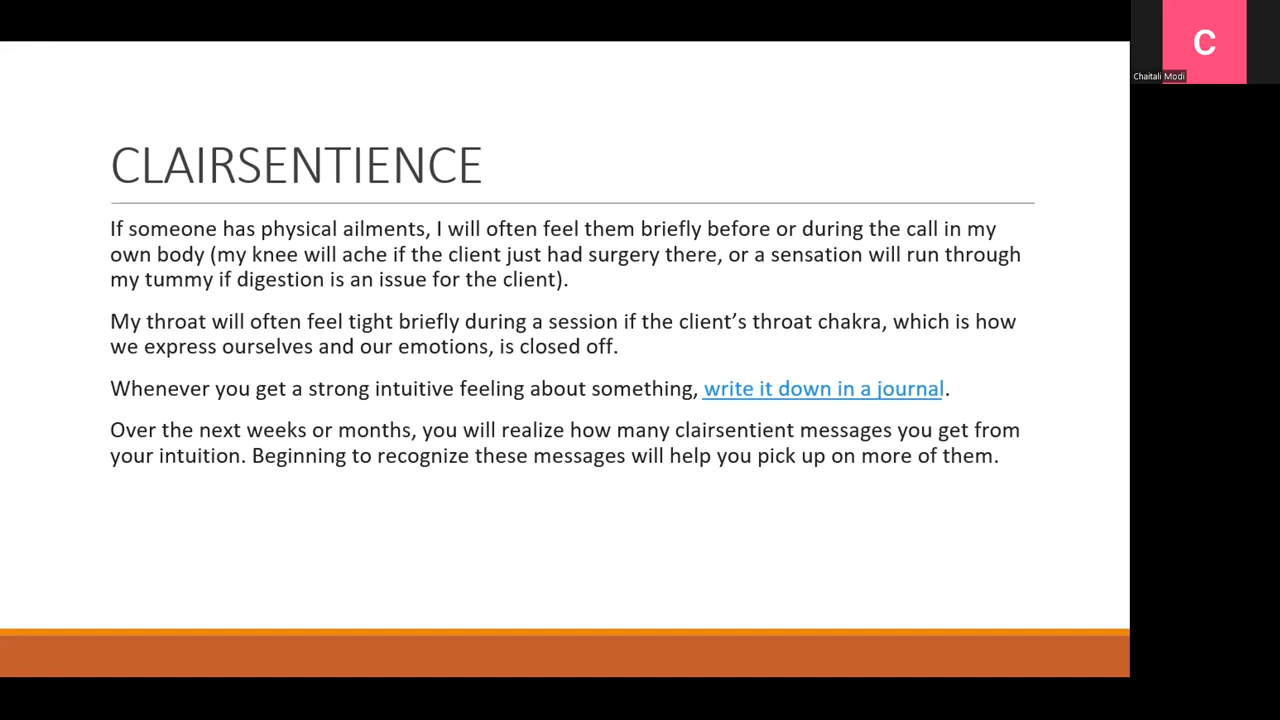 CLAIRSENTIENCE
If someone has physical ailments, I will often feel them briefly before or during the call in my
own body (my knee will ache if the client just had surgery there, or a sensation will run through
my tummy if digestion is an issue for the client).
My throat will often feel tight briefly during a session if the client’s throat chakra, which is how
we express ourselves and our emotions, is closed off.
Whenever you get a strong intuitive feeling about something, write it down in a journal.
Over the next weeks or months, you will realize how many clairsentient messages you get from
your intuition. Beginning to recognize these messages will help you pick up on more of them.
C
Chaitali Modi